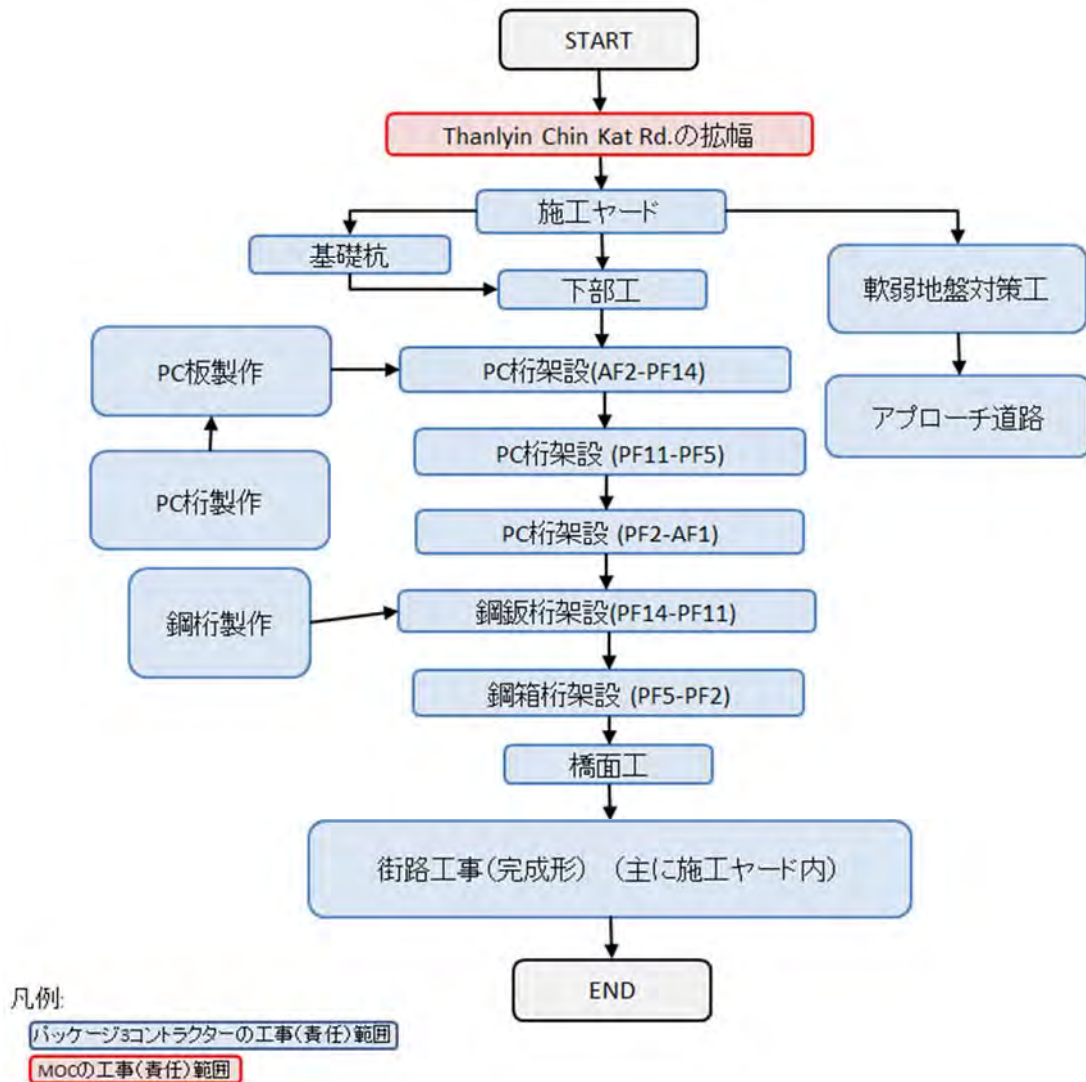 START
Thanlyin Chin Kat Rd.の拡幅
施工ヤード
基礎杭
下部工
軟弱地盤対策工
PC板製作
PC桁架設(AF2-PF14)
アプローチ道路
PC桁架設 (PF11-PF5)
PC桁製作
PC桁架設 (PF2-AF1)
鋼桁製作
鋼鈑桁架設(PF14-PF11)
鋼箱桁架設 (PF5-PF2)
橋面工
街路工事(完成形) (主に施工ヤード内)
END
凡例:
パッケージ3コントラクターの工事(責任)範囲
MOCの工事(責任)範囲